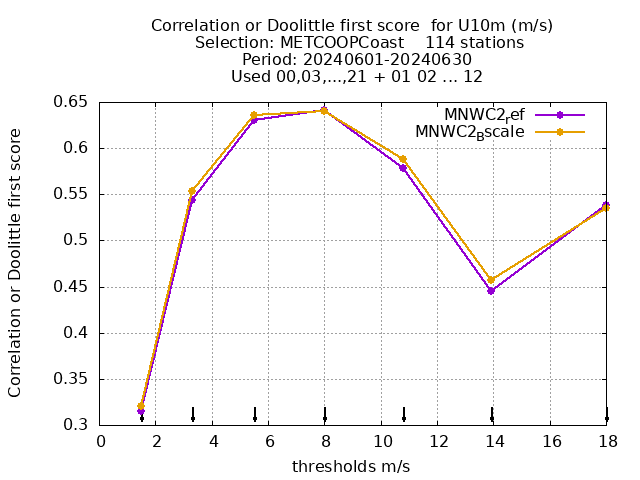 Correlation or Doolittle first score  for U10m (m/s)
Selection: METCOOPCoast    114 stations
Period: 20240601-20240630
Used 00,03,...,21 + 01 02 ... 12
MNWC2ref
MNWC2Bscale
0.65
0.6
0.55
0.5
0.45
0.4
0.35
0.3
Correlation or Doolittle first score
0 2 4 6 8 10 12 14 16 18
thresholds m/s